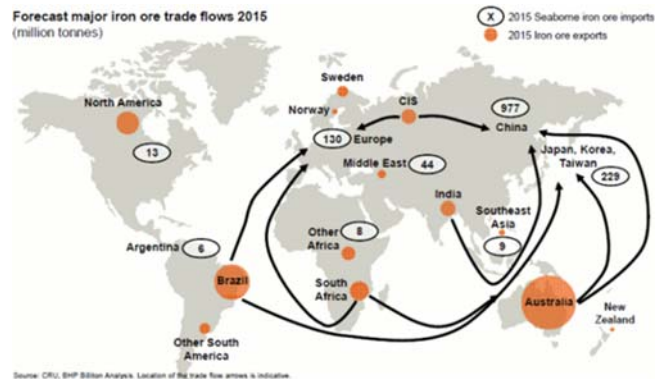 Forecast major iron ore trade flows 2015
(million tonnes)
X 2015 Seaborne iron ore imports
2015 Iron ore exports
Sweden
North America
Norway
CIS
977
China
130 Europe
13
Middle East 44
Japan, Korea,
Taiwan
229
India
Southeast
Asia
9
Other
Africa
8
Argentina 6
Brazil
South
Africa
Australia
New
Zealand
Other South
America
Source: CRU, BHP Billiton Analysis. Location of the trade flow arrows is indicative.